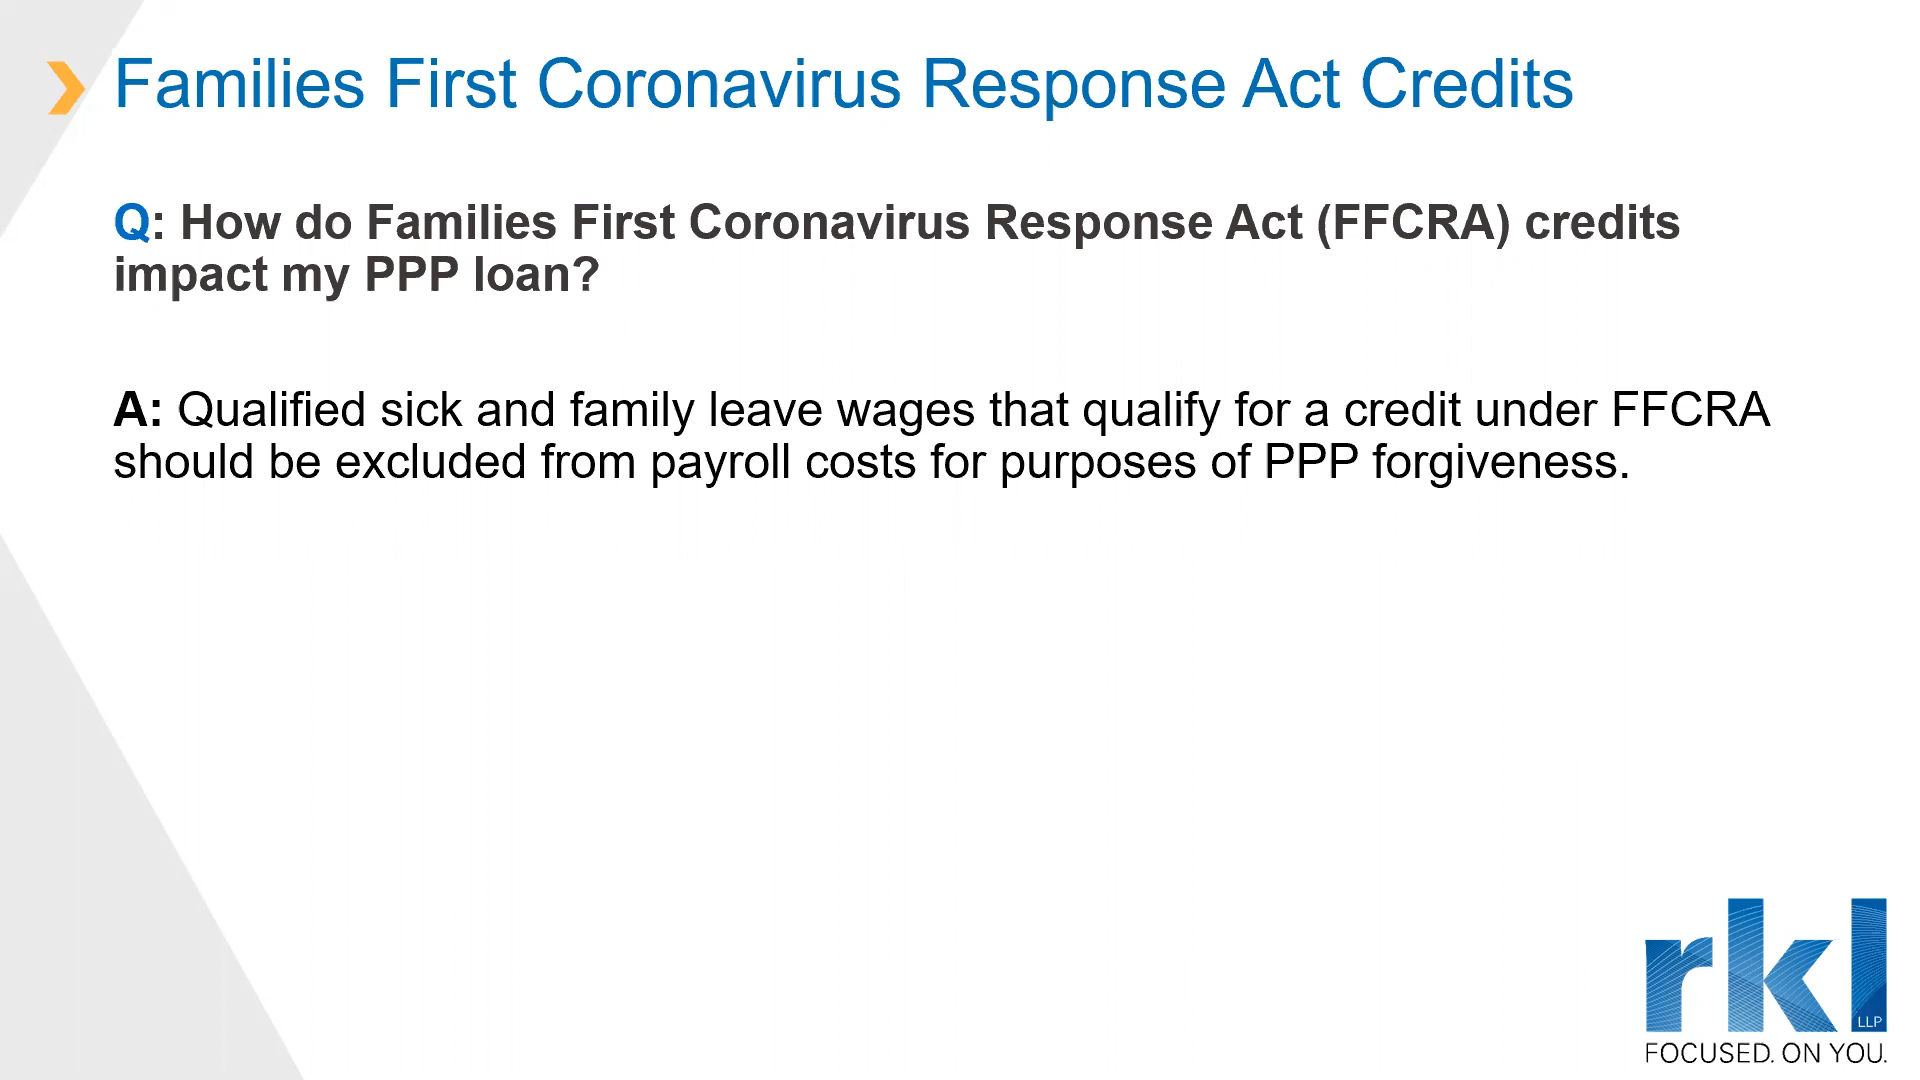 Families First Coronavirus Response Act Credits
Q: How do Families First Coronavirus Response Act (FFCRA) credits
impact my PPP loan?
A: Qualified sick and family leave wages that qualify for a credit under FFCRA
should be excluded from payroll costs for purposes of PPP forgiveness.
rkl
LLP
FOCUSED. ON YOU.